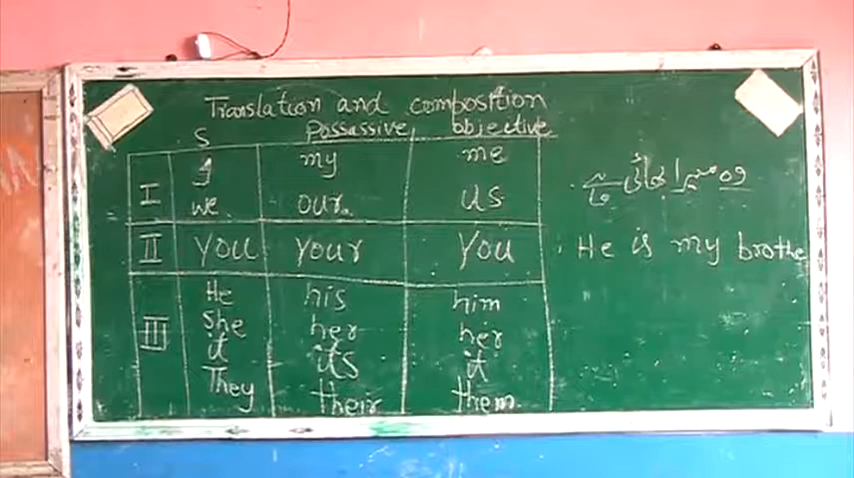 Translation and composition
S Possassive objective
I I my me
we our us
II You Your You
III He his him
She her her
it its it
They their them
وہ میرا بھائی ہے
He is my brothe